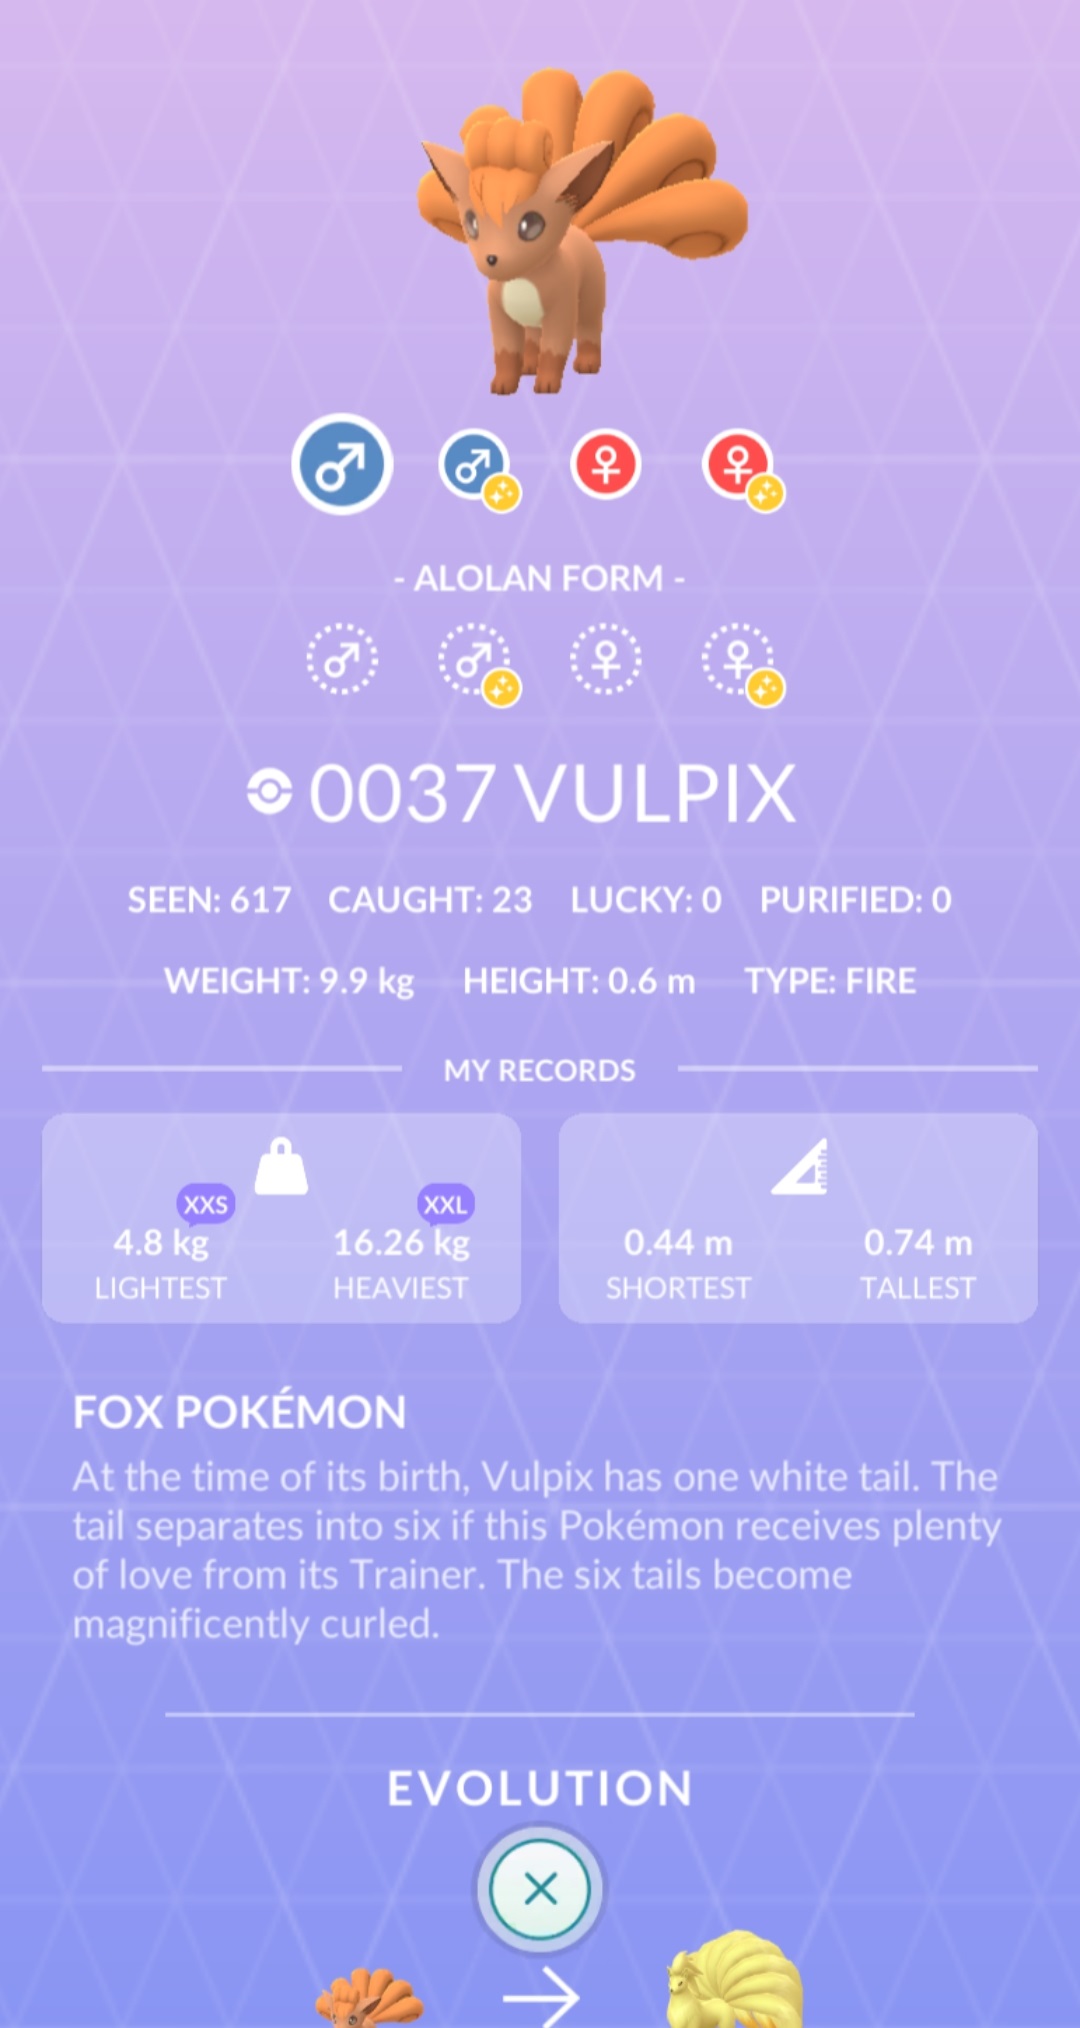 - ALOLAN FORM -
0037 VULPIX
SEEN: 617 CAUGHT: 23 LUCKY: 0 PURIFIED: 0
WEIGHT: 9.9 kg HEIGHT: 0.6 m TYPE: FIRE
MY RECORDS
XXS XXL
4.8 kg 16.26 kg 0.44 m 0.74 m
LIGHTEST HEAVIEST SHORTEST TALLEST
FOX POKÉMON
At the time of its birth, Vulpix has one white tail. The
tail separates into six if this Pokémon receives plenty
of love from its Trainer. The six tails become
magnificently curled.
EVOLUTION